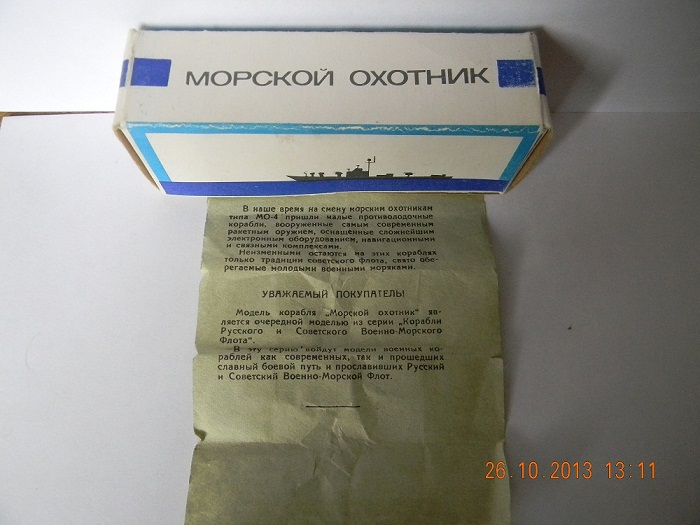 МОРСКОЙ ОХОТНИК
В наше время на смену морским охотникам
типа МО-4 пришли малые противолодочные
корабли, вооруженные самым современным
ракетным оружием, оснащенные сложнейшим
электронным оборудованием, навигационными
и связными комплексами.
Неизменными остаются на этих кораблях
только традиции советского флота, свято обе-
регаемые молодыми военными моряками.
УВАЖАЕМЫЙ ПОКУПАТЕЛЬ!
Модель корабля „Морской охотник" яв-
ляется очередной моделью из серии „Корабли
Русского и Советского Военно-Морского
Флота".
В эту серию войдут модели военных ко-
раблей как современных, так и прошедших
славный боевой путь и прославивших Русский
и Советский Военно-Морской Флот.
26.10.2013 13:11